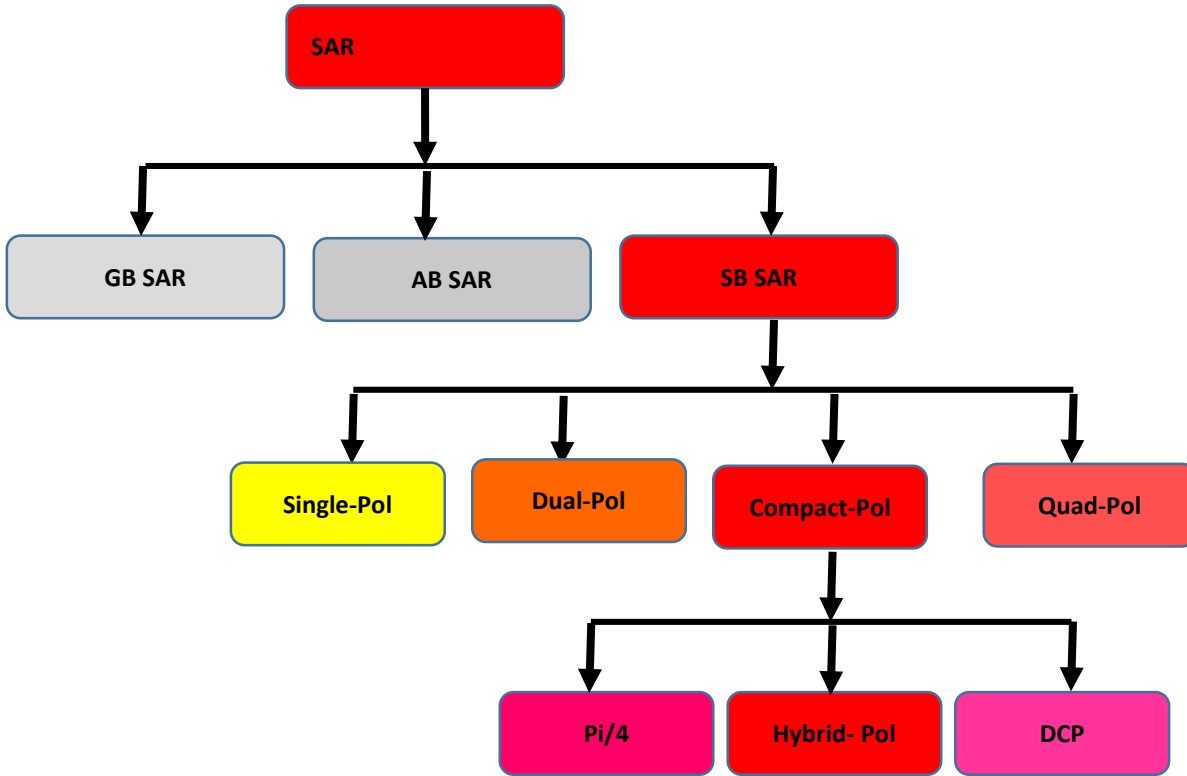 SAR
GB SAR
AB SAR
SB SAR
Single-Pol
Dual-Pol
Compact-Pol
Quad-Pol
Pi/4
Hybrid- Pol
DCP